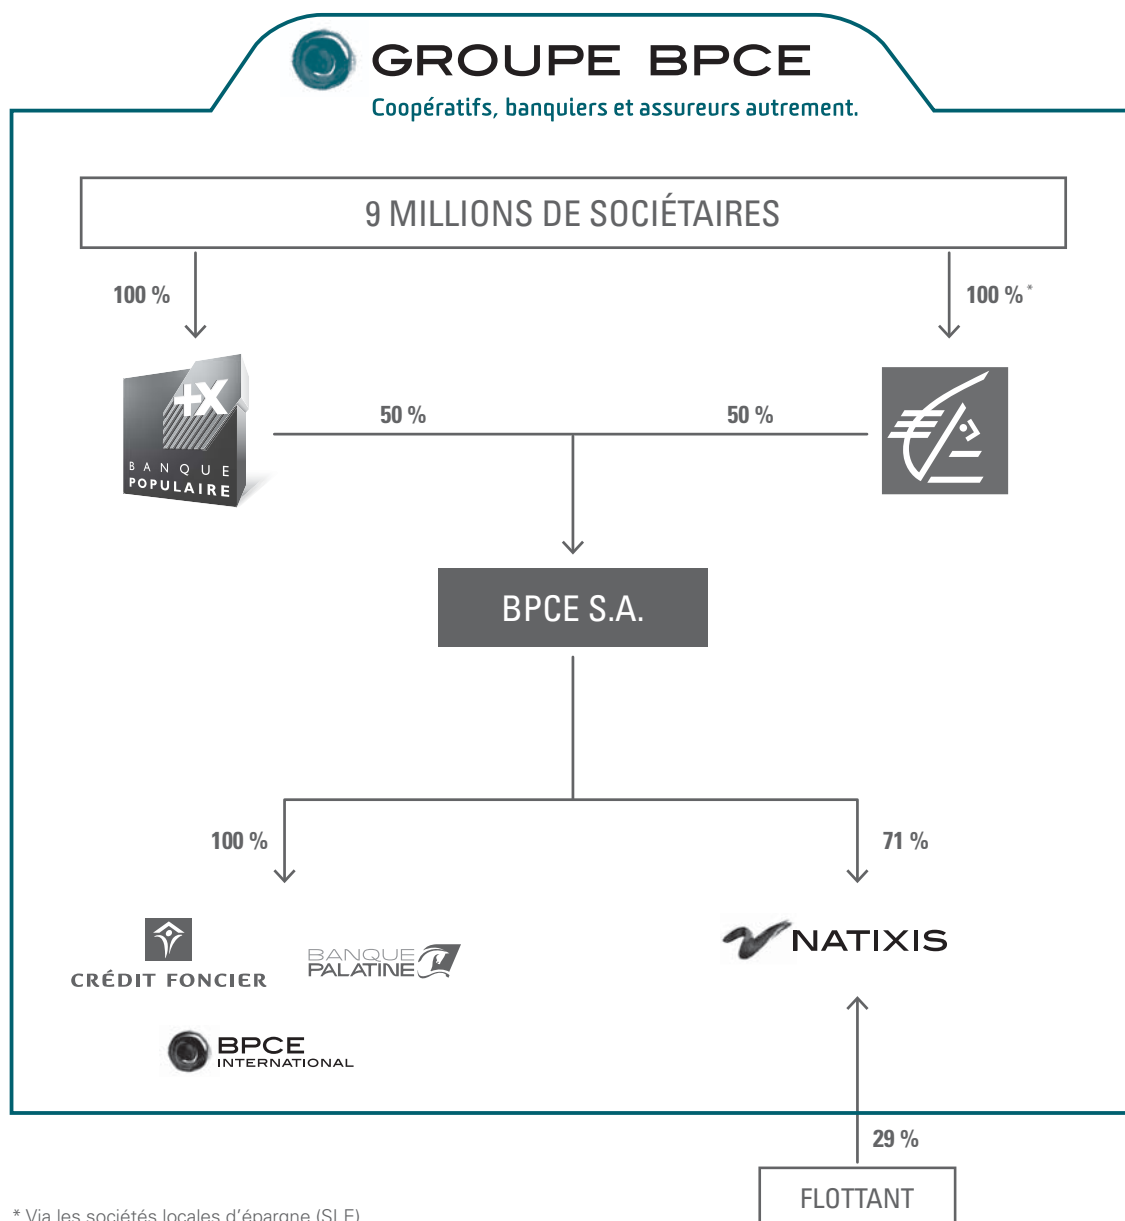 GROUPE BPCE
Coopératifs, banquiers et assureurs autrement.
9 MILLIONS DE SOCIÉTAIRES
100 %
100 % *
+X
BANQUE
POPULAIRE
50 %
50 %
BPCE S.A.
100 %
71 %
CRÉDIT FONCIER
BANQUE
PALATINE
NATIXIS
BPCE
INTERNATIONAL
29 %
FLOTTANT
* Via les sociétés locales d'épargne (SLE)